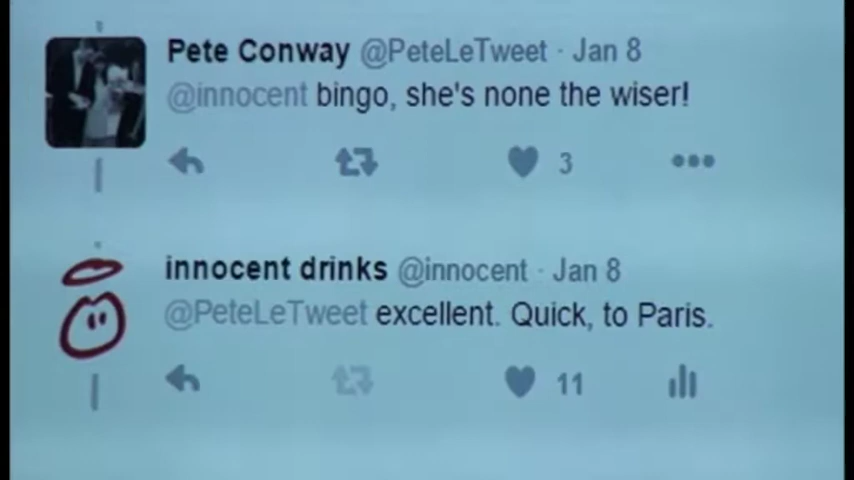 Pete Conway @PeteLeTweet · Jan 8
@innocent bingo, she's none the wiser!
3
innocent drinks @innocent · Jan 8
@PeteLeTweet excellent. Quick, to Paris.
11